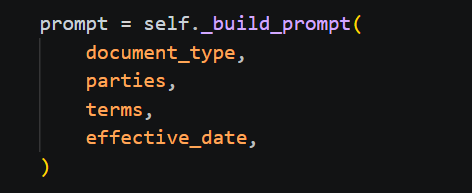 prompt = self._build_prompt(
    document_type,
    parties,
    terms,
    effective_date,
)